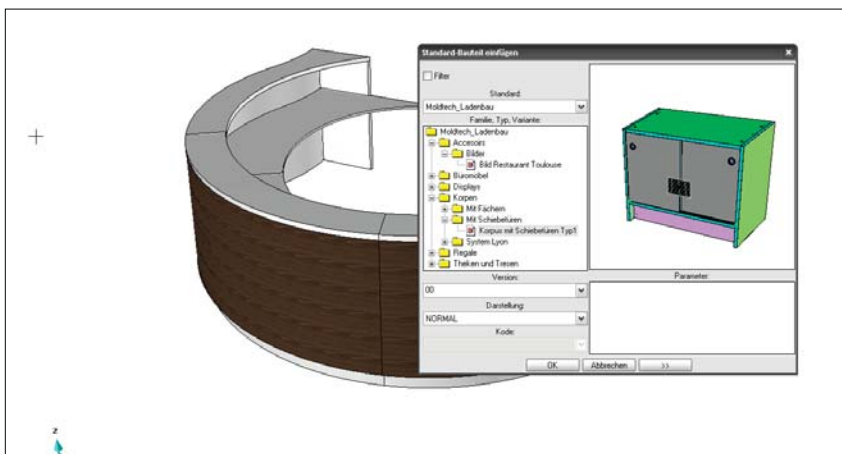 Standard-Bauteil einfügen
Filter
Standard:
Moldtech_Ladenbau
Familie, Typ, Variante:
Moldtech_Ladenbau
Accesoirs
Bilder
Bild Restaurant Toulouse
Büromöbel
Displays
Korpen
Mit Fächern
Mit Schiebetüren
Korpus mit Schiebetüren Typ1
System Lyon
Regale
Theken und Tresen
Version:
00
Darstellung:
NORMAL
Kode:
Parameter:
OK
Abbrechen
>>
z